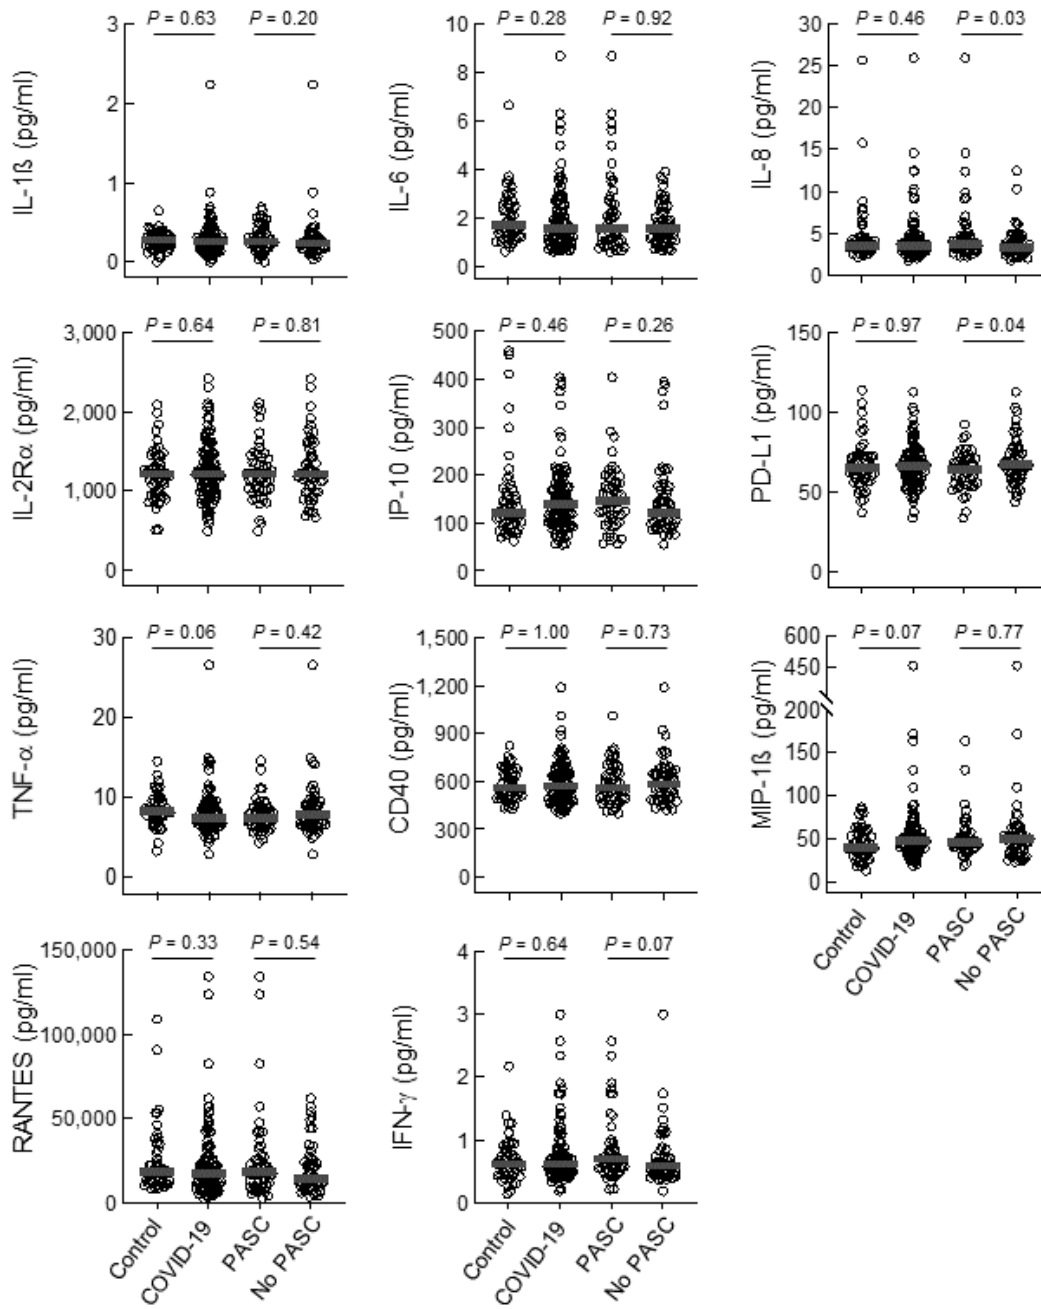 P = 0.63
P = 0.20
IL-1ß (pg/ml)
3
2
1
0
P = 0.28
P = 0.92
IL-6 (pg/ml)
10
8
6
4
2
0
P = 0.46
P = 0.03
IL-8 (pg/ml)
30
25
20
15
10
5
0
P = 0.64
P = 0.81
IL-2Rα (pg/ml)
3,000
2,000
1,000
0
P = 0.46
P = 0.26
IP-10 (pg/ml)
500
400
300
200
100
0
P = 0.97
P = 0.04
PD-L1 (pg/ml)
150
100
50
0
P = 0.06
P = 0.42
TNF-α (pg/ml)
30
20
10
0
P = 1.00
P = 0.73
CD40 (pg/ml)
1,500
1,200
900
600
300
0
P = 0.07
P = 0.77
MIP-1ß (pg/ml)
600
450
200
150
100
50
0
Control
COVID-19
PASC
No PASC
P = 0.33
P = 0.54
RANTES (pg/ml)
150,000
100,000
50,000
0
Control
COVID-19
PASC
No PASC
P = 0.64
P = 0.07
IFN-γ (pg/ml)
4
3
2
1
0
Control
COVID-19
PASC
No PASC